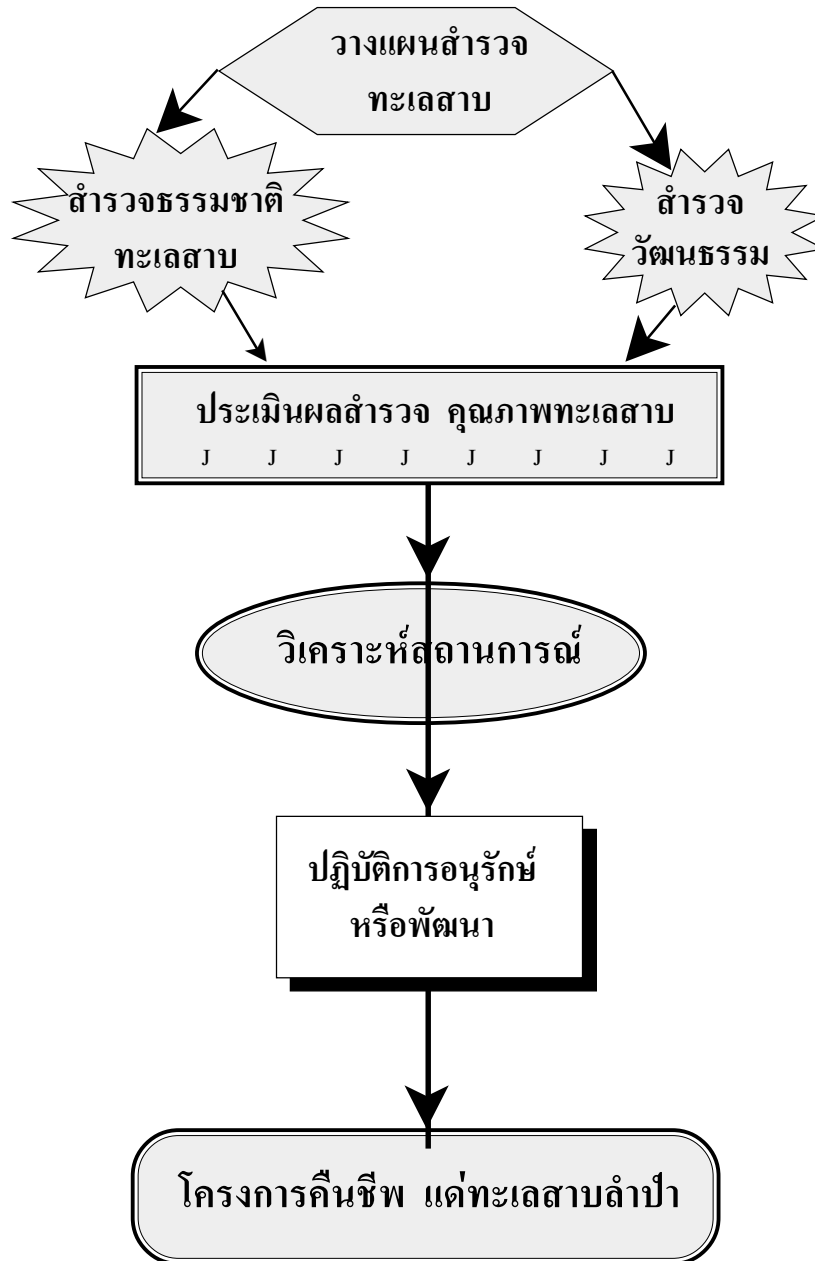 วางแผนสำรวจ
ทะเลสาบ
สำรวจธรรมชาติ
ทะเลสาบ
สำรวจ
วัฒนธรรม
ประเมินผลสำรวจ คุณภาพทะเลสาบ
J J J J J J J J
วิเคราะห์สถานการณ์
ปฏิบัติการอนุรักษ์
หรือพัฒนา
โครงการคืนชีพ แด่ทะเลสาบลำปำ